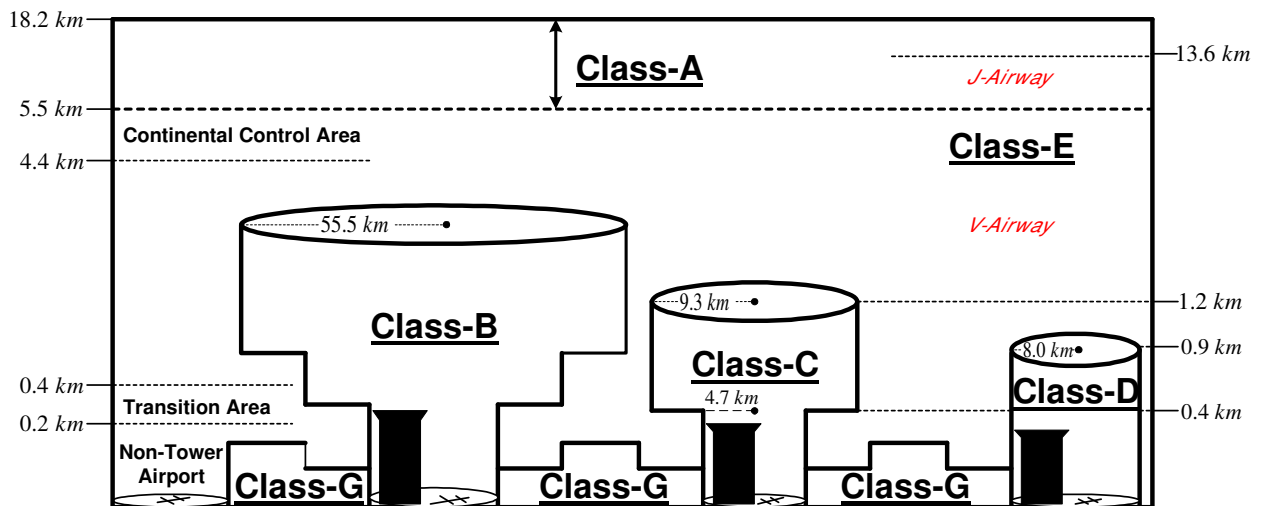 18.2 km
13.6 km
Class-A
J-Airway
5.5 km
Continental Control Area
Class-E
4.4 km
55.5 km
V-Airway
9.3 km
1.2 km
Class-B
8.0 km
0.9 km
Class-C
0.4 km
Class-D
4.7 km
Transition Area
0.4 km
0.2 km
Non-Tower
Airport
Class-G
Class-G
Class-G